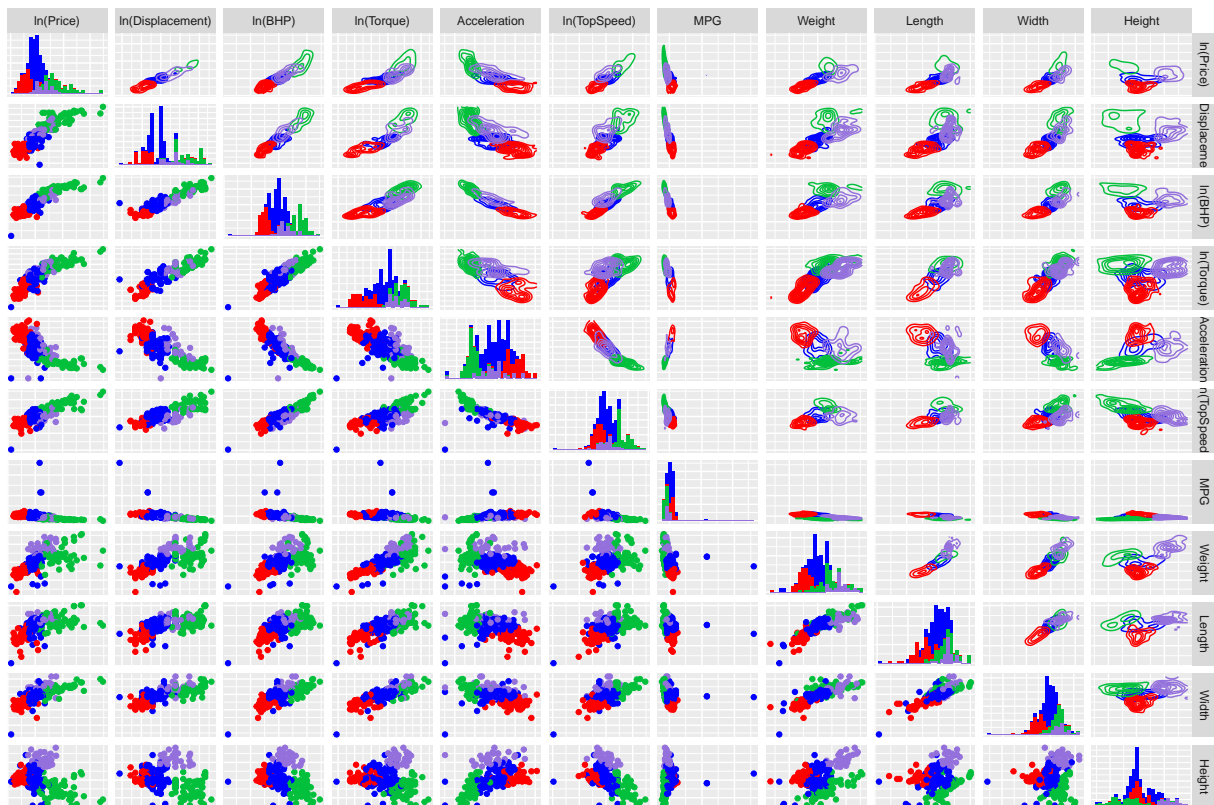 ln(Price)
ln(Displacement)
ln(BHP)
ln(Torque)
Acceleration
ln(TopSpeed)
MPG
Weight
Length
Width
Height
ln(Price)
Displaceme
ln(BHP)
ln(Torque)
Acceleration
n(TopSpeed
MPG
Weight
Length
Width
Height